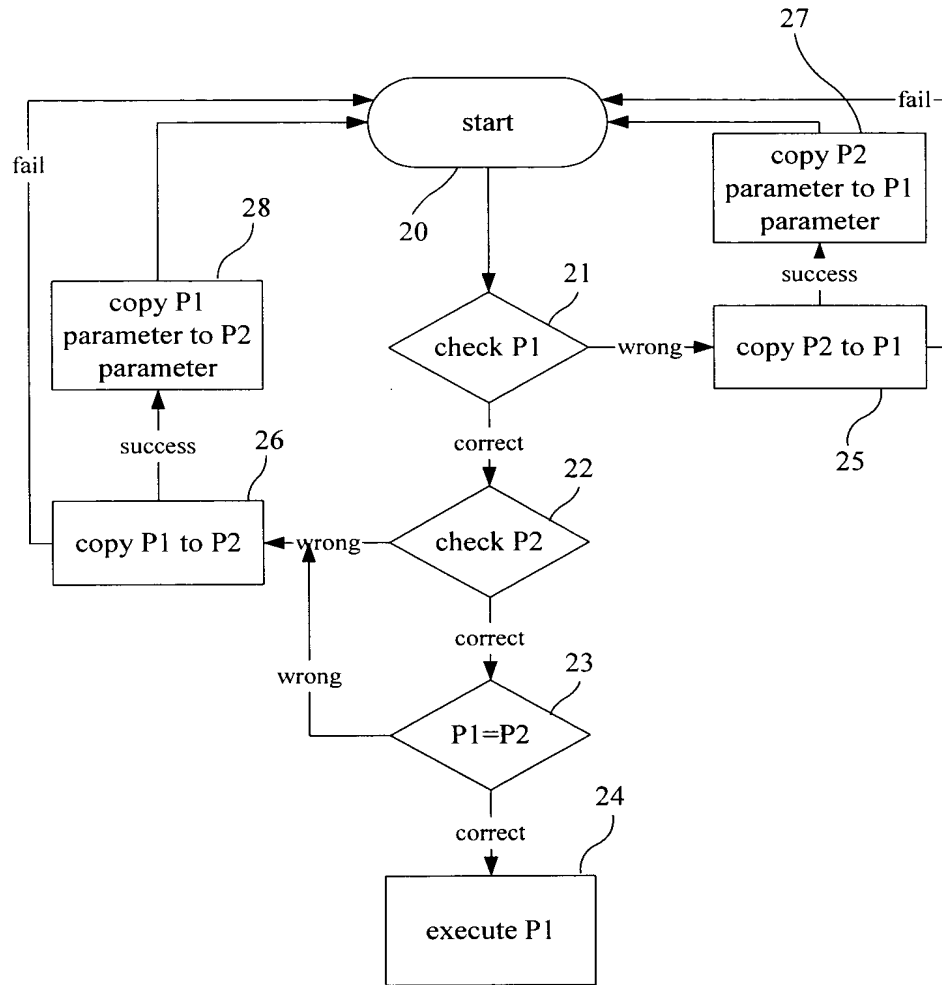 27
start
fail
fail
copy P2
parameter to P1
parameter
20
28
success
21
copy P1
parameter to P2
parameter
check P1
wrong
copy P2 to P1
correct
25
success
26
22
copy P1 to P2
wrong
check P2
correct
wrong
23
P1=P2
24
correct
execute P1